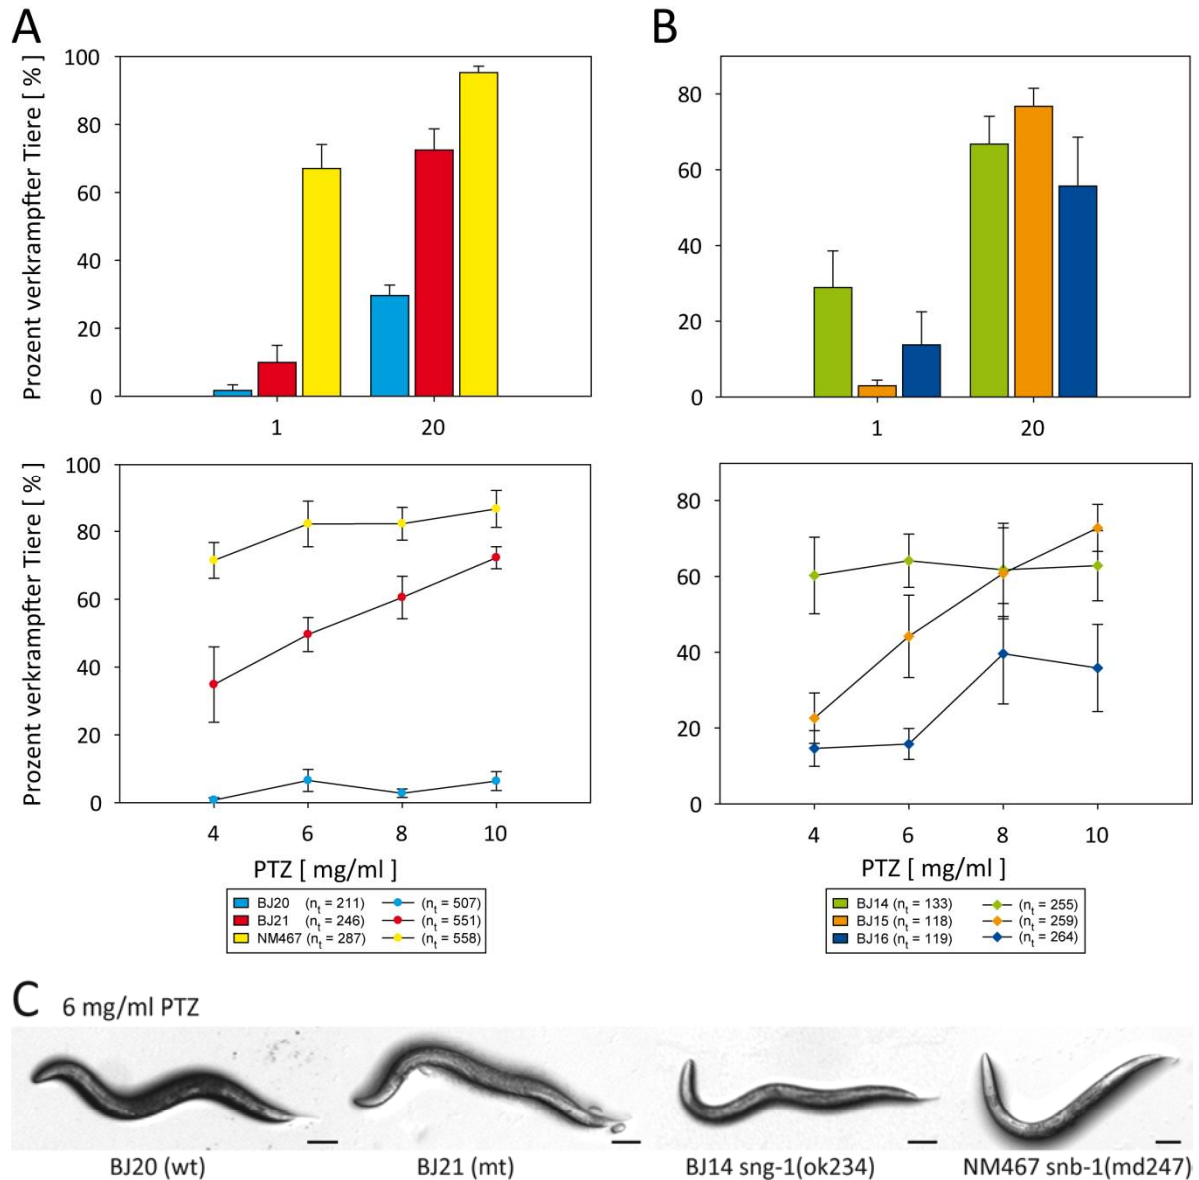 A
B
Prozent verkrampfter Tiere [ % ]
100
80
60
40
20
0
1
20
80
60
40
20
0
1
20
Prozent verkrampfter Tiere [ % ]
100
80
60
40
20
0
4
6
8
10
PTZ [ mg/ml ]
80
60
40
20
0
4
6
8
10
PTZ [ mg/ml ]
BJ20 (nt = 211) (nt = 507)
BJ21 (nt = 246) (nt = 551)
NM467 (nt = 287) (nt = 558)
BJ14 (nt = 133) (nt = 255)
BJ15 (nt = 118) (nt = 259)
BJ16 (nt = 119) (nt = 264)
C 6 mg/ml PTZ
BJ20 (wt)
BJ21 (mt)
BJ14 sng-1(ok234)
NM467 snb-1(md247)